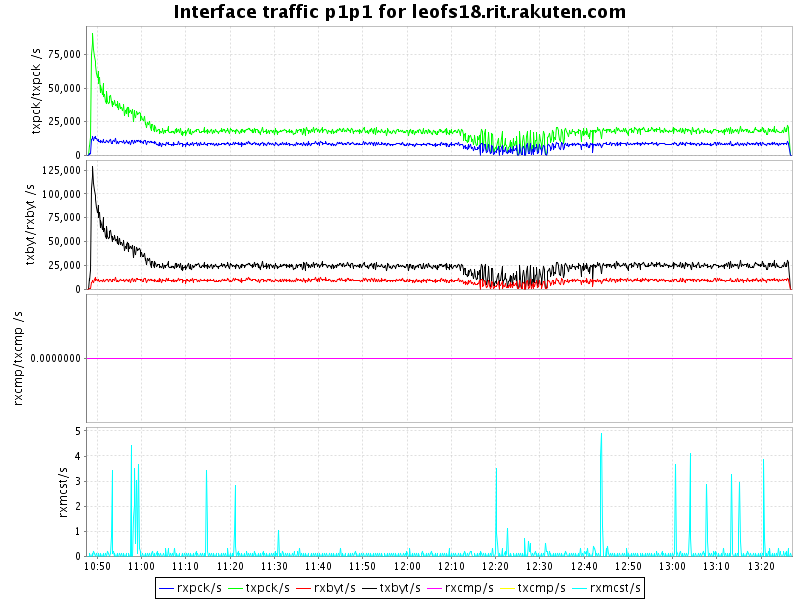 Interface traffic p1p1 for leofs18.rit.rakuten.com
txpck/txpck /s
75,000
50,000
25,000
0
txbyt/rxbyt /s
125,000
100,000
75,000
50,000
25,000
0
rxcmp/txcmp /s
0.0000000
rxmcst/s
5
4
3
2
1
0
10:50 11:00 11:10 11:20 11:30 11:40 11:50 12:00 12:10 12:20 12:30 12:40 12:50 13:00 13:10 13:20
rxpck/s txpck/s rxbyt/s txbyt/s rxcmp/s txcmp/s rxmcst/s